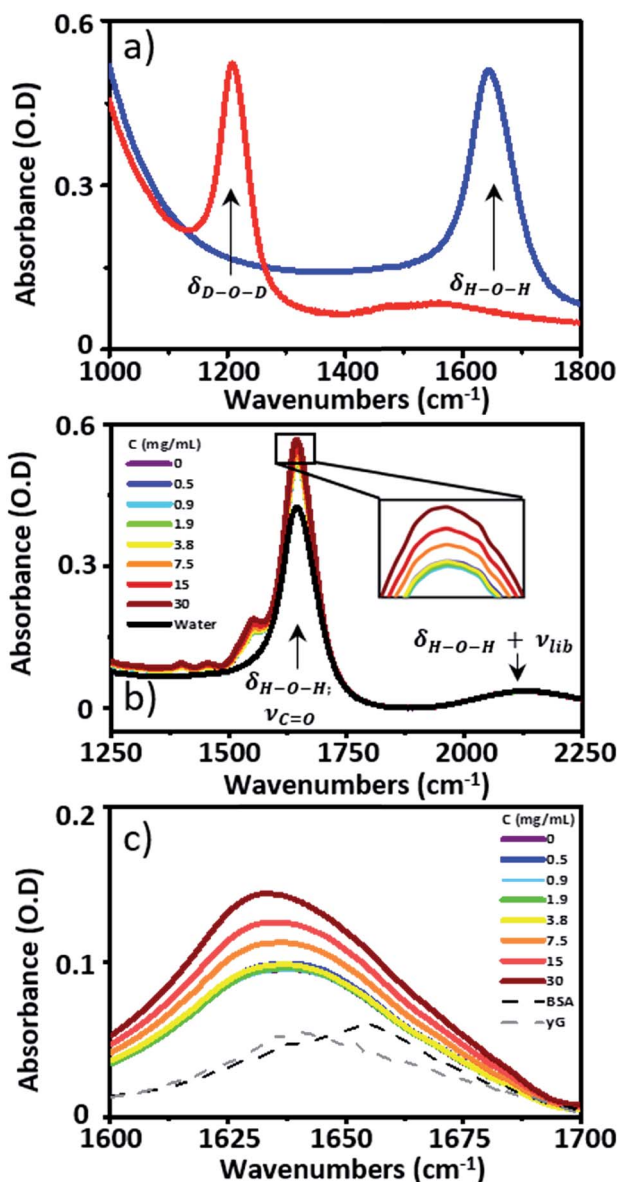 a)
Absorbance (O.D)
0.6
0.3
0
δD-O-D
δH-O-H
1000 1200 1400 1600 1800
Wavenumbers (cm-1)
b)
Absorbance (O.D)
0.6
0.3
0
C (mg/mL)
0
0.5
0.9
1.9
3.8
7.5
15
30
Water
δH-O-H;
νC=O
δH-O-H + νlib
1250 1500 1750 2000 2250
Wavenumbers (cm-1)
c)
Absorbance (O.D)
0.2
0.1
0
C (mg/mL)
0
0.5
0.9
1.9
3.8
7.5
15
30
BSA
yG
1600 1625 1650 1675 1700
Wavenumbers (cm-1)